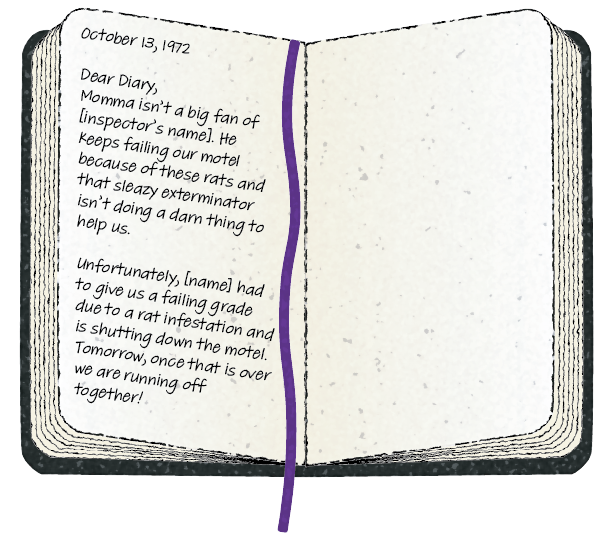 October 13, 1972
Dear Diary,
Momma isn't a big fan of
[inspector's name]. He
keeps failing our motel
because of these rats and
that sleazy exterminator
isn't doing a dam thing to
help us.
Unfortunately, [name] had
to give us a failing grade
due to a rat infestation and
is shutting down the motel.
Tomorrow, once that is over
we are running off
together!